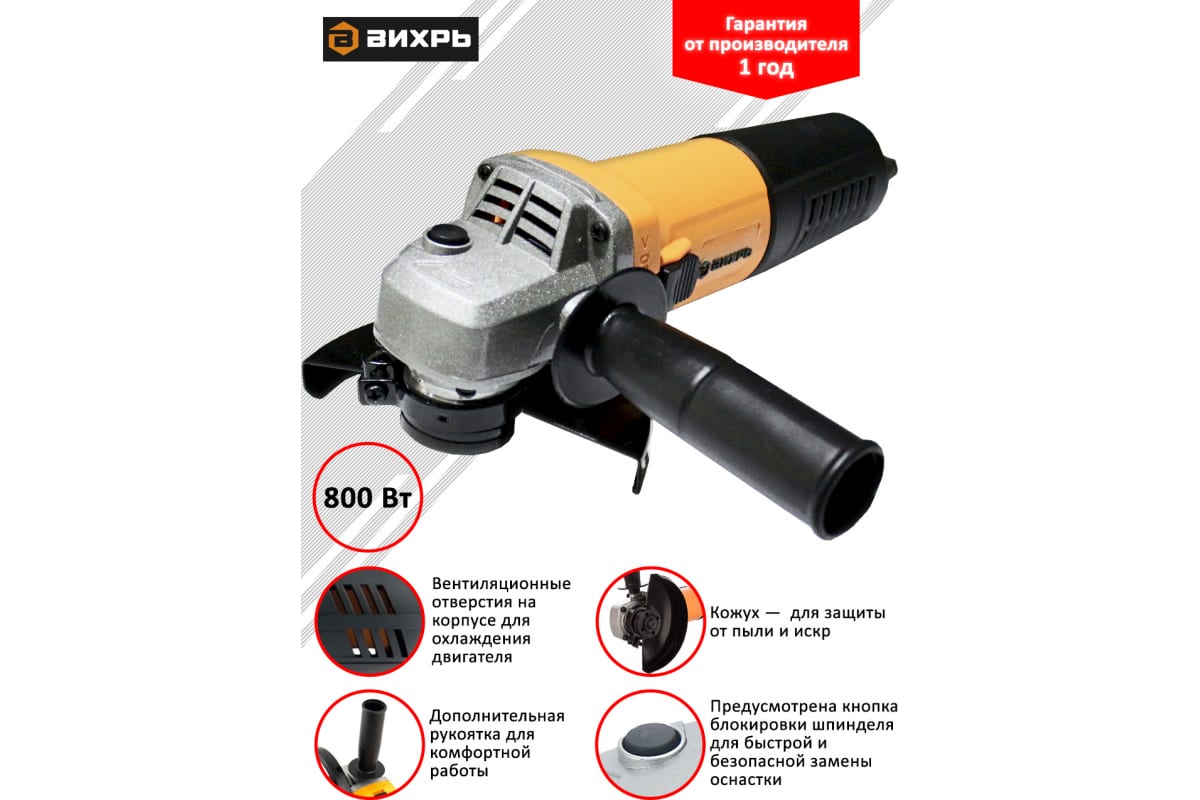 ВИХРЬ
Гарантия
от производителя
1 год
ВИХРЬ
800 Вт
Вентиляционные
отверстия на
корпусе для
охлаждения
двигателя
Кожух — для защиты
от пыли и искр
Дополнительная
рукоятка для
комфортной
работы
Предусмотрена кнопка
блокировки шпинделя
для быстрой и
безопасной замены
оснастки